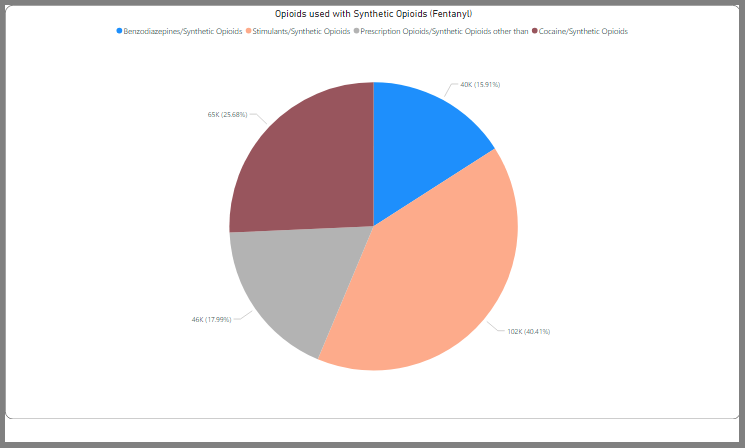 Opioids used with Synthetic Opioids (Fentanyl)
Benzodiazepines/Synthetic Opioids Stimulants/Synthetic Opioids Prescription Opioids/Synthetic Opioids other than Cocaine/Synthetic Opioids
40K (15.91%)
65K (25.68%)
46K (17.99%)
102K (40.41%)